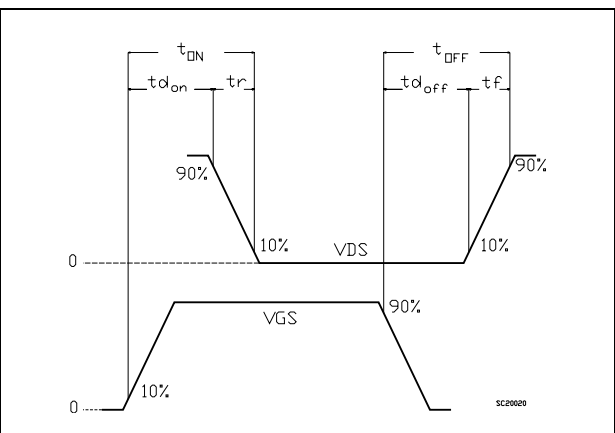 tON tOFF
tdon tr tdoff tf
90% 90%
10% VDS 10%
0
90%
VGS
10%
0
SC20020